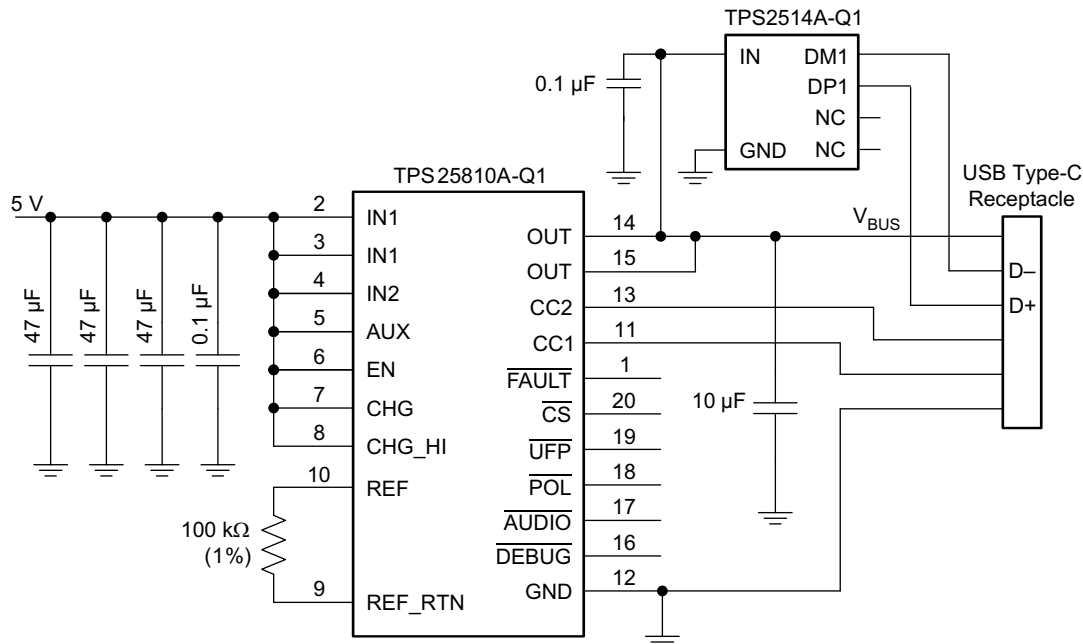 TPS2514A-Q1
IN
DM1
DP1
NC
GND
NC
0.1 µF
USB Type-C
Receptacle
TPS25810A-Q1
5 V
2
IN1
3
IN1
4
IN2
5
AUX
6
EN
7
CHG
8
CHG_HI
10
REF
9
REF_RTN
47 µF
47 µF
47 µF
0.1 µF
100 kΩ
(1%)
OUT
14
OUT
15
CC2
13
CC1
11
FAULT
1
CS
20
UFP
19
POL
18
AUDIO
17
DEBUG
16
GND
12
VBUS
10 µF
D–
D+